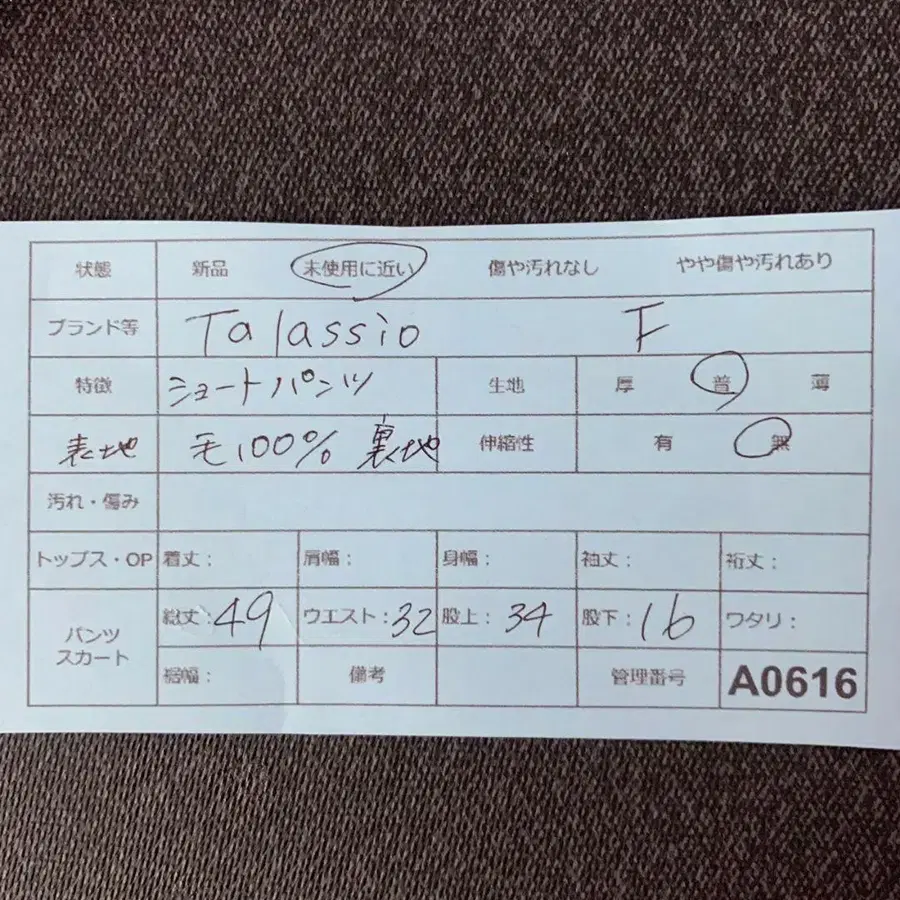 状態 新品 未使用に近い 傷や汚れなし やや傷や汚れあり
ブランド等 Talassio F
特徴 ショートパンツ 生地 厚 普 薄
表地 毛100% 裏地 伸縮性 有 無
汚れ・傷み
トップス・OP 着丈: 肩幅: 身幅: 袖丈: 裄丈:
パンツ スカート 総丈:49 ウエスト:32 股上:34 股下:16 ワタリ:
裾幅: 備考 管理番号 A0616